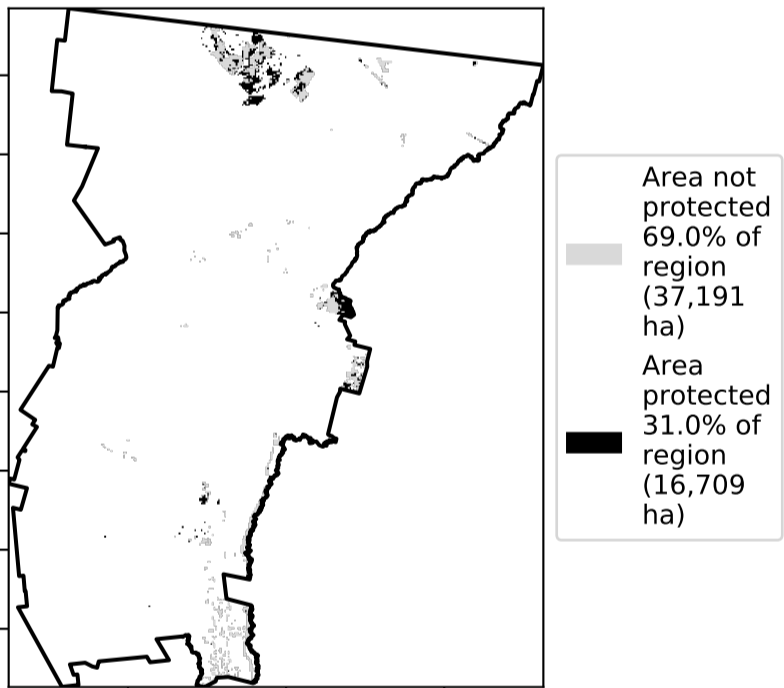 Area not
protected
69.0% of
region
(37,191
ha)
Area
protected
31.0% of
region
(16,709
ha)